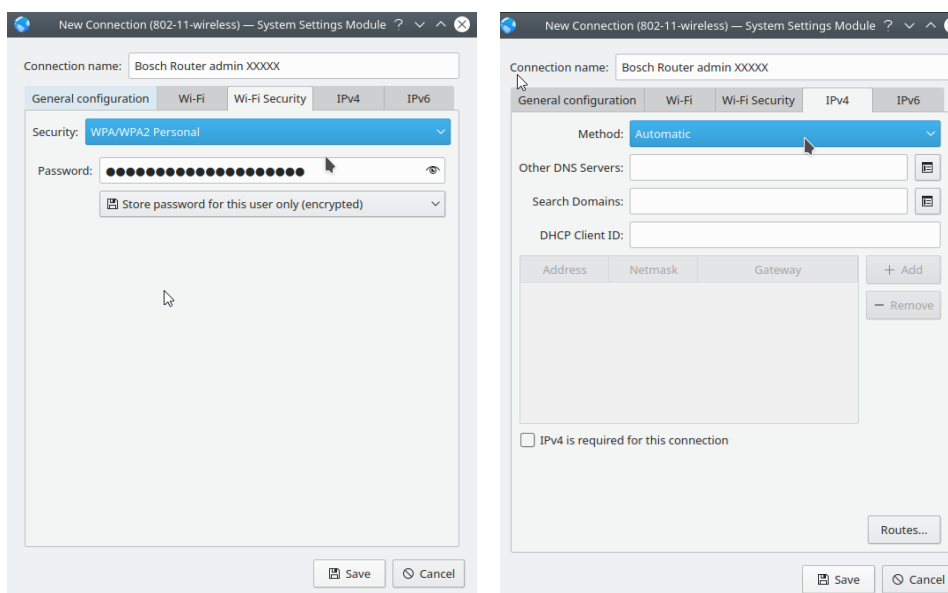 New Connection (802-11-wireless) — System Settings Module ?
Connection name: Bosch Router admin XXXXX
General configuration Wi-Fi Wi-Fi Security IPv4 IPv6
Security: WPA/WPA2 Personal
Password: ●●●●●●●●●●●●●●●●●●●●
Store password for this user only (encrypted)
Save Cancel
New Connection (802-11-wireless) — System Settings Module ?
Connection name: Bosch Router admin XXXXX
General configuration Wi-Fi Wi-Fi Security IPv4 IPv6
Method: Automatic
Other DNS Servers:
Search Domains:
DHCP Client ID:
Address Netmask Gateway + Add
− Remove
IPv4 is required for this connection
Routes...
Save Cancel